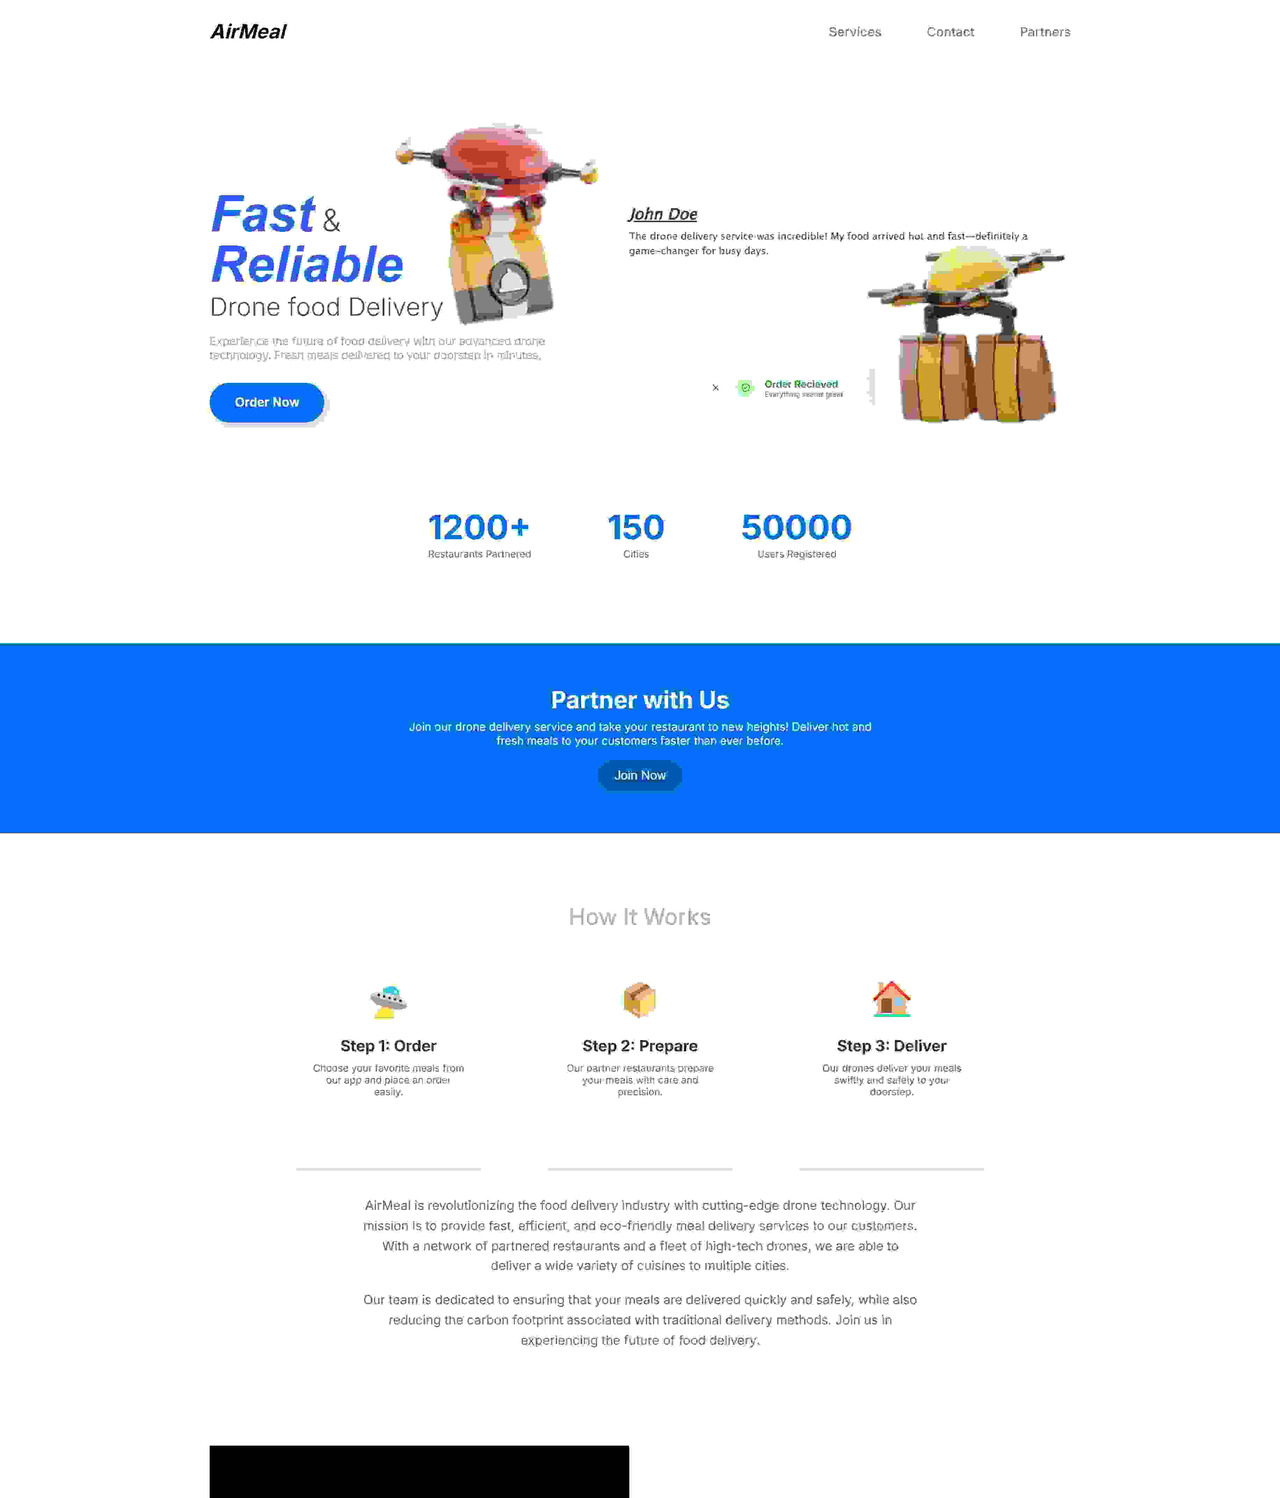 AirMeal
Services
Contact
Partners
Fast &
Reliable
Drone food Delivery
Experience the future of food delivery with our advanced drone
technology. Fresh meals delivered to your doorstep in minutes.
Order Now
John Doe
The drone delivery service was incredible! My food arrived hot and fast—definitely a
game-changer for busy days.
Order Recieved
Everything
1200+
Restaurants Partnered
150
Cities
50000
Users Registered
Partner with Us
Join our drone delivery service and take your restaurant to new heights! Deliver hot and
fresh meals to your customers faster than ever before.
Join Now
How It Works
Step 1: Order
Choose your favorite meals from
our app and place an order
easily.
Step 2: Prepare
Our partner restaurants prepare
your meals with care and
precision.
Step 3: Deliver
Our drones deliver your meals
swiftly and safely to your
doorstep.
AirMeal is revolutionizing the food delivery industry with cutting-edge drone technology. Our
mission is to provide fast, efficient, and eco-friendly meal delivery services to our customers.
With a network of partnered restaurants and a fleet of high-tech drones, we are able to
deliver a wide variety of cuisines to multiple cities.
Our team is dedicated to ensuring that your meals are delivered quickly and safely, while also
reducing the carbon footprint associated with traditional delivery methods. Join us in
experiencing the future of food delivery.